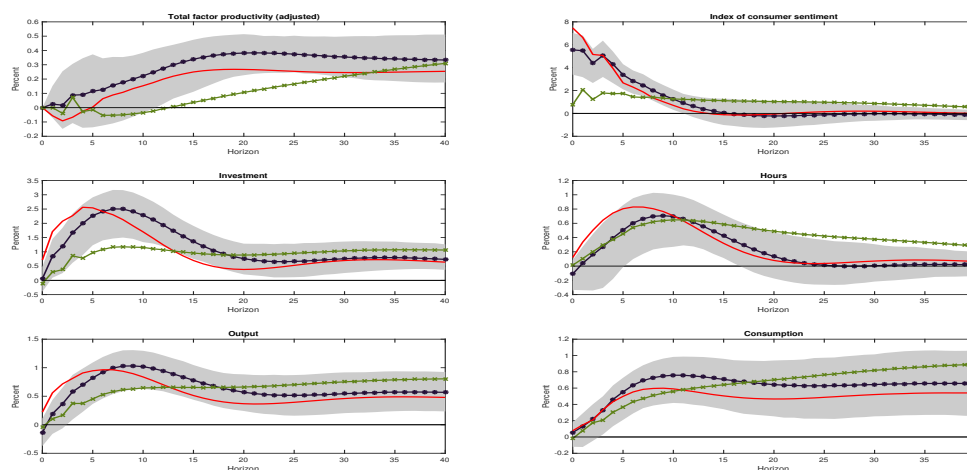 Total factor productivity (adjusted)
Percent
0.6
0.5
0.4
0.3
0.2
0.1
0
-0.1
-0.2
0 5 10 15 20 25 30 35 40
Horizon
Index of consumer sentiment
Percent
8
6
4
2
0
-2
0 5 10 15 20 25 30 35
Horizon
Investment
Percent
3.5
3
2.5
2
1.5
1
0.5
0
-0.5
0 5 10 15 20 25 30 35 40
Horizon
Hours
Percent
1.2
1
0.8
0.6
0.4
0.2
0
-0.2
-0.4
0 5 10 15 20 25 30 35
Horizon
Output
Percent
1.5
1
0.5
0
-0.5
0 5 10 15 20 25 30 35 40
Horizon
Consumption
Percent
1.2
1
0.8
0.6
0.4
0.2
0
-0.2
0 5 10 15 20 25 30 35
Horizon